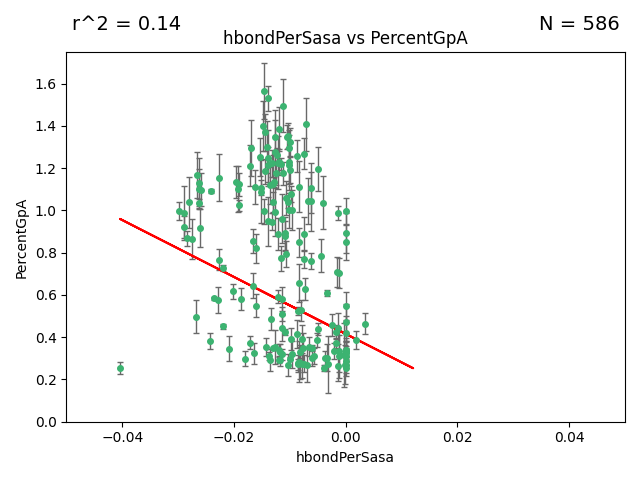 r^2 = 0.14
N = 586
hbondPerSasa vs PercentGpA
1.6
1.4
1.2
1.0
0.8
0.6
0.4
0.2
0.0
PercentGpA
−0.04
−0.02
0.00
0.02
0.04
hbondPerSasa